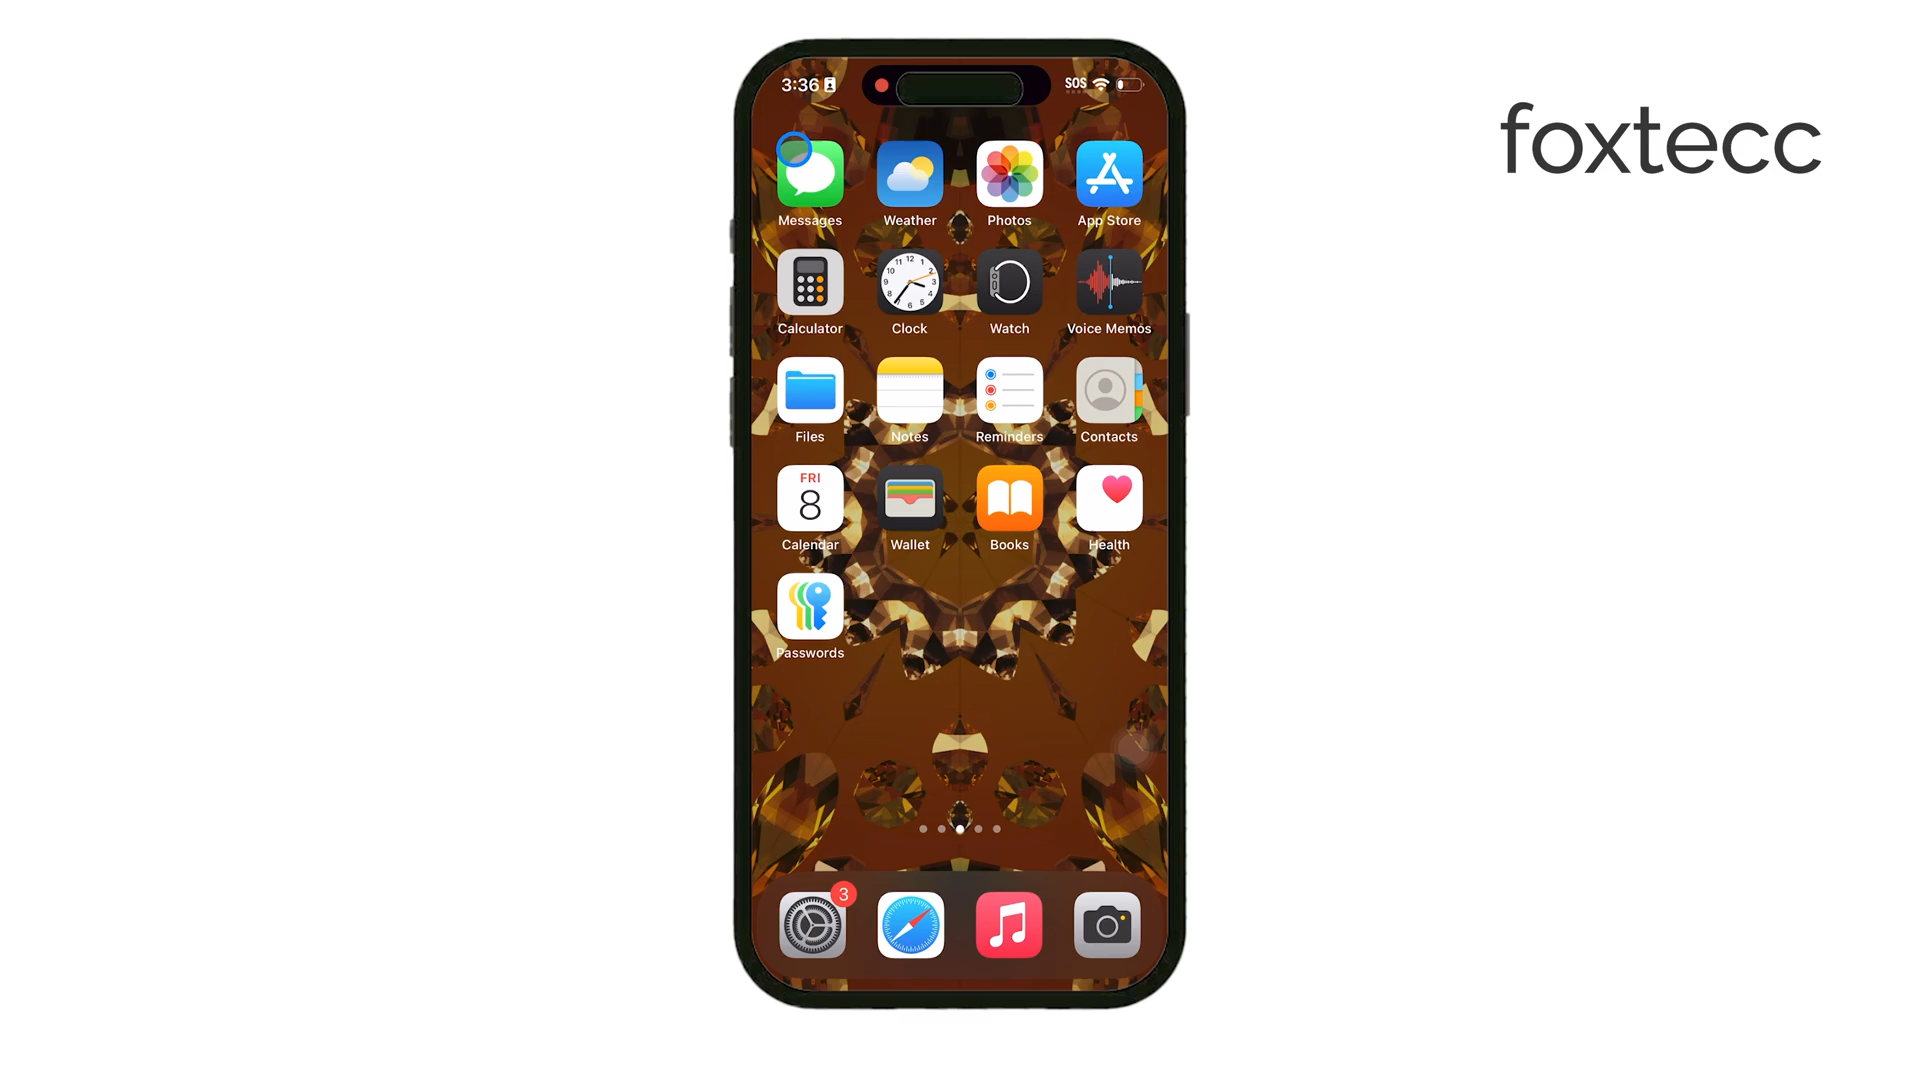 foxtecc
3:36
SOS
Messages
Weather
Photos
App Store
Calculator
Clock
Watch
Voice Memos
Files
Notes
Reminders
Contacts
FRI
8
Calendar
Wallet
Books
Health
Passwords
3